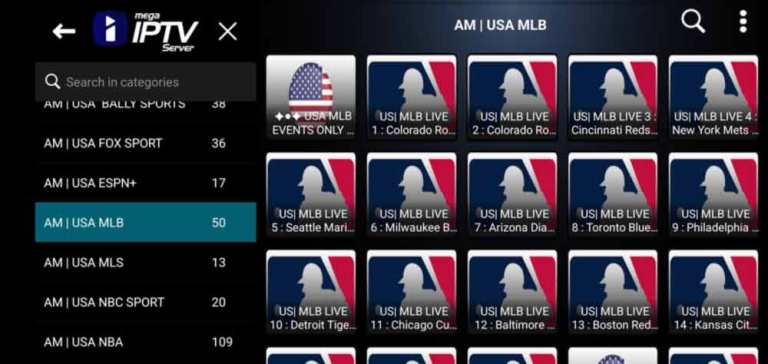 mega
IPTV
Server
AM | USA MLB
Search in categories
AM | USA BALLY SPORTS 38
AM | USA FOX SPORT 36
AM | USA ESPN+ 17
AM | USA MLB 50
AM | USA MLS 13
AM | USA NBC SPORT 20
AM | USA NBA 109
✦●✦ USA MLB
EVENTS ONLY ...
US| MLB LIVE
1 : Colorado Ro...
US| MLB LIVE
2 : Colorado Ro...
US| MLB LIVE 3 :
Cincinnati Reds...
US| MLB LIVE 4 :
New York Mets ...
US| MLB LIVE
5 : Seattle Mari...
US| MLB LIVE
6 : Milwaukee B...
US| MLB LIVE
7 : Arizona Dia...
US| MLB LIVE
8 : Toronto Blue...
US| MLB LIVE
9 : Philadelphia ...
US| MLB LIVE
10 : Detroit Tige...
US| MLB LIVE
11 : Chicago Cu...
US| MLB LIVE
12 : Baltimore ...
US| MLB LIVE
13 : Boston Red...
US| MLB LIVE
14 : Kansas Cit...